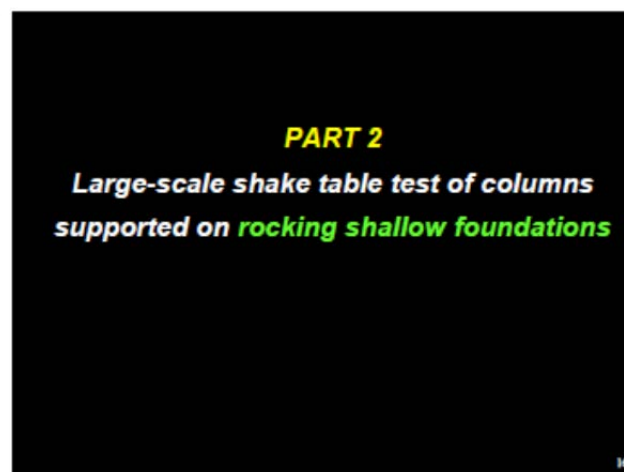 PART 2
Large-scale shake table test of columns
supported on rocking shallow foundations